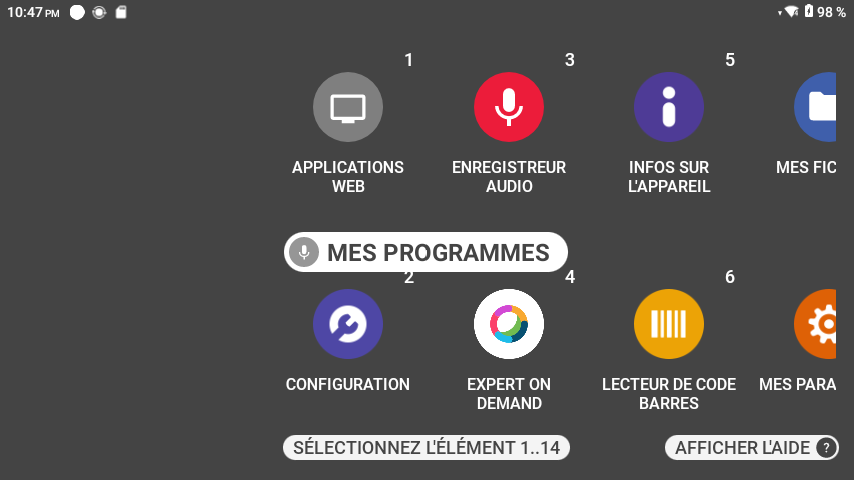 10:47 PM
98 %
1
3
5
APPLICATIONS
WEB
ENREGISTREUR
AUDIO
INFOS SUR
L'APPAREIL
MES FIC
MES PROGRAMMES
2
4
6
CONFIGURATION
EXPERT ON
DEMAND
LECTEUR DE CODE
BARRES
MES PARA
SÉLECTIONNEZ L'ÉLÉMENT 1..14
AFFICHER L'AIDE ?